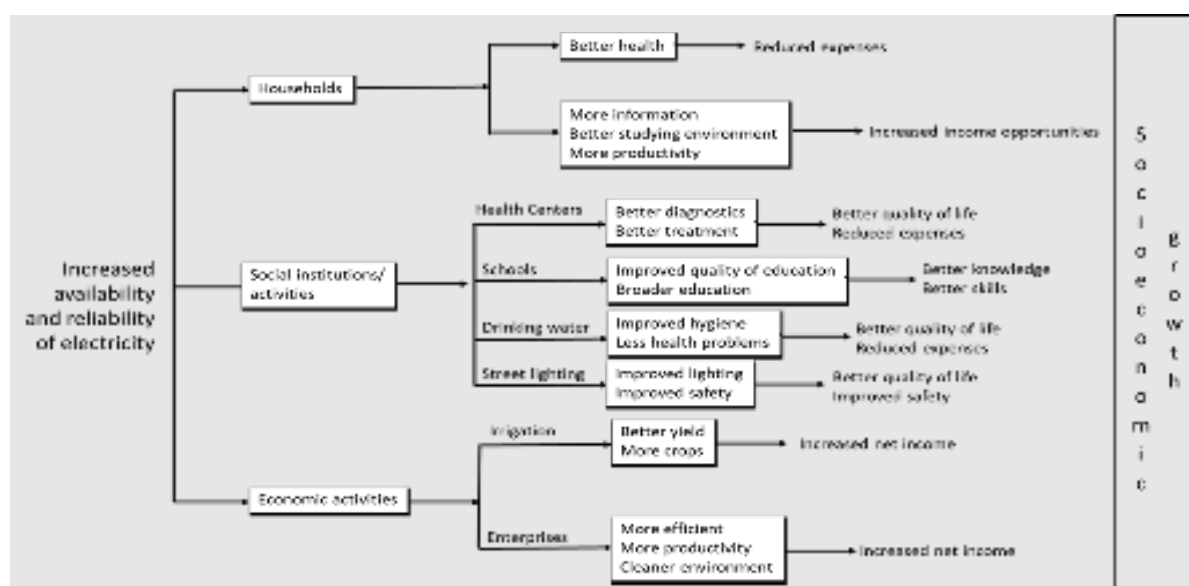 Better health
Reduced expenses
Households
More information
Better studying environment
More productivity
Increased income opportunities
Health Centers
Better diagnostics
Better treatment
Better quality of life
Reduced expenses
Increased
availability
and reliability
of electricity
Social institutions/
activities
Schools
Improved quality of education
Broader education
Better knowledge
Better skills
Drinking water
Improved hygiene
Less health problems
Better quality of life
Reduced expenses
Street lighting
Improved lighting
Improved safety
Better quality of life
Improved safety
Irrigation
Better yield
More crops
Increased net income
Economic activities
Enterprises
More efficient
More productivity
Cleaner environment
Increased net income
Socioeconomic
growth